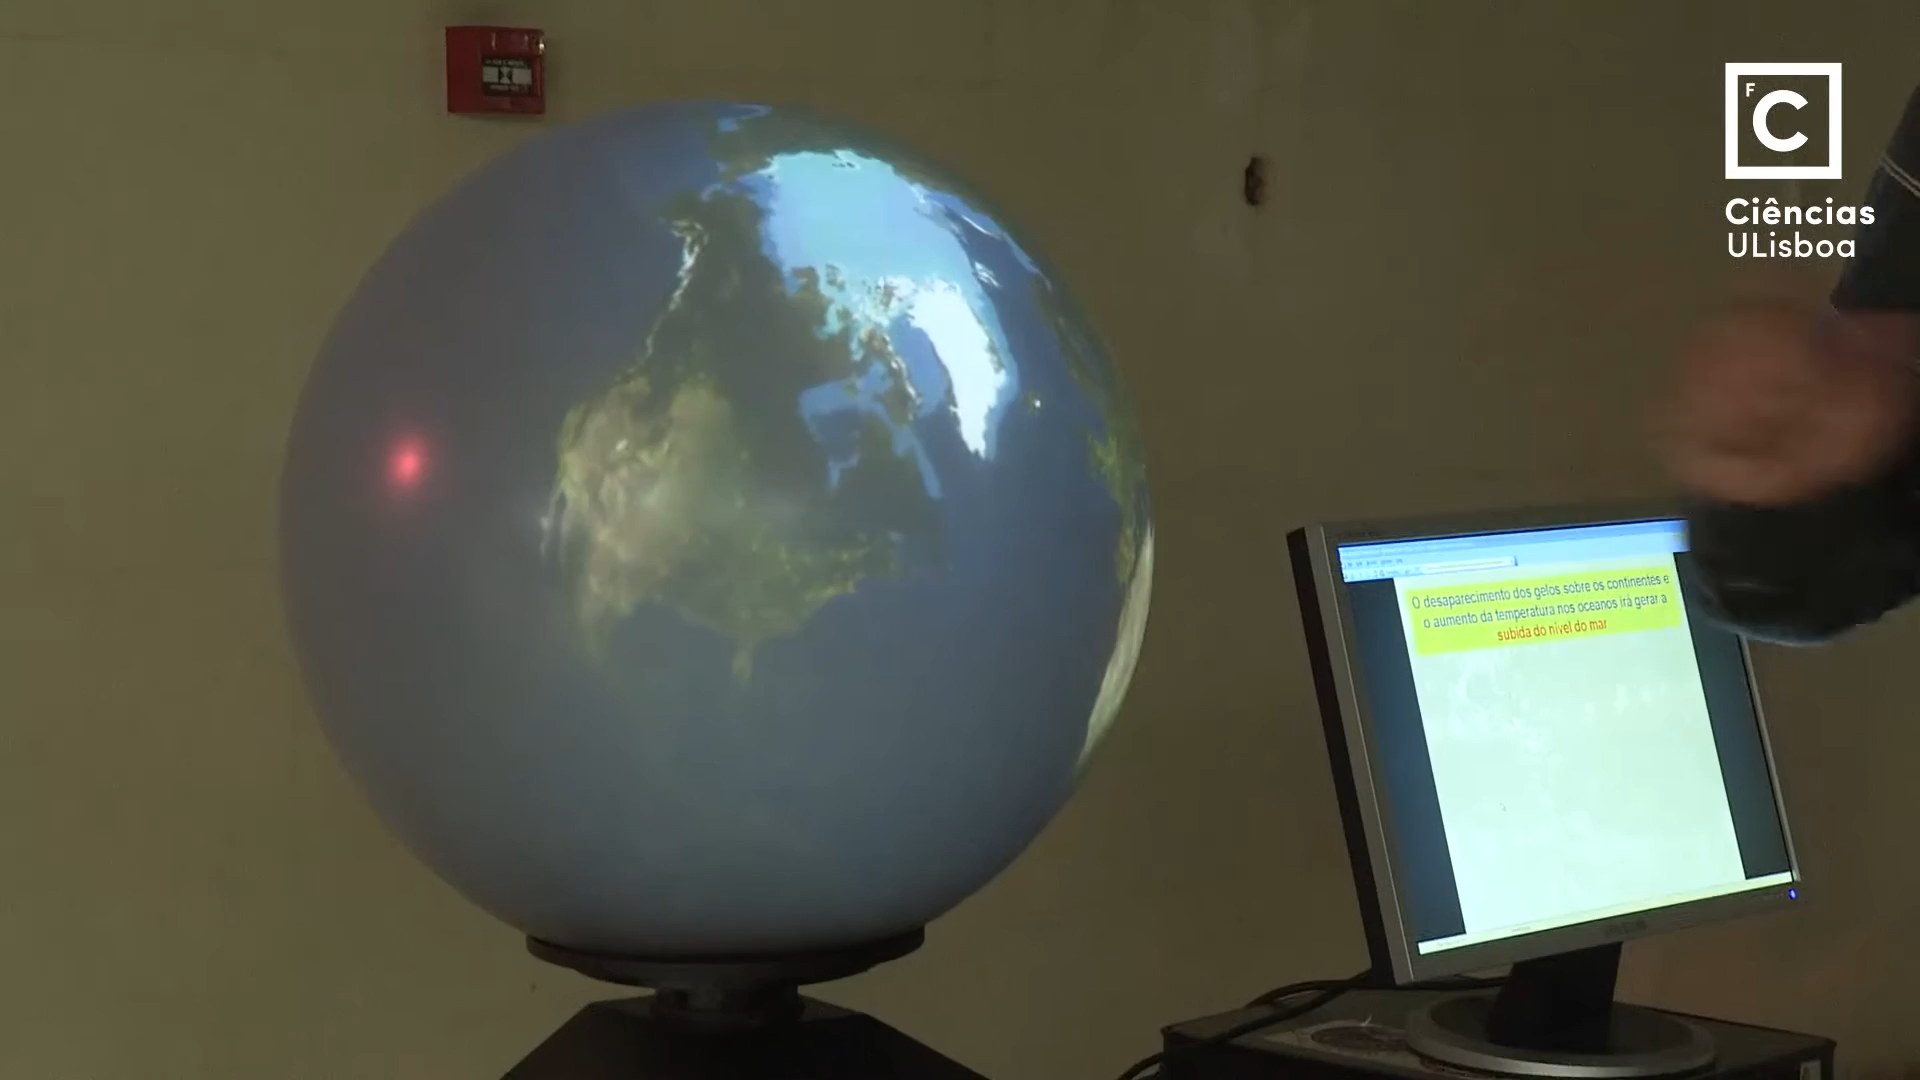 F
C
Ciências
ULisboa
O desaparecimento dos gelos sobre os continentes e
o aumento da temperatura nos oceanos irá gerar a
subida do nível do mar